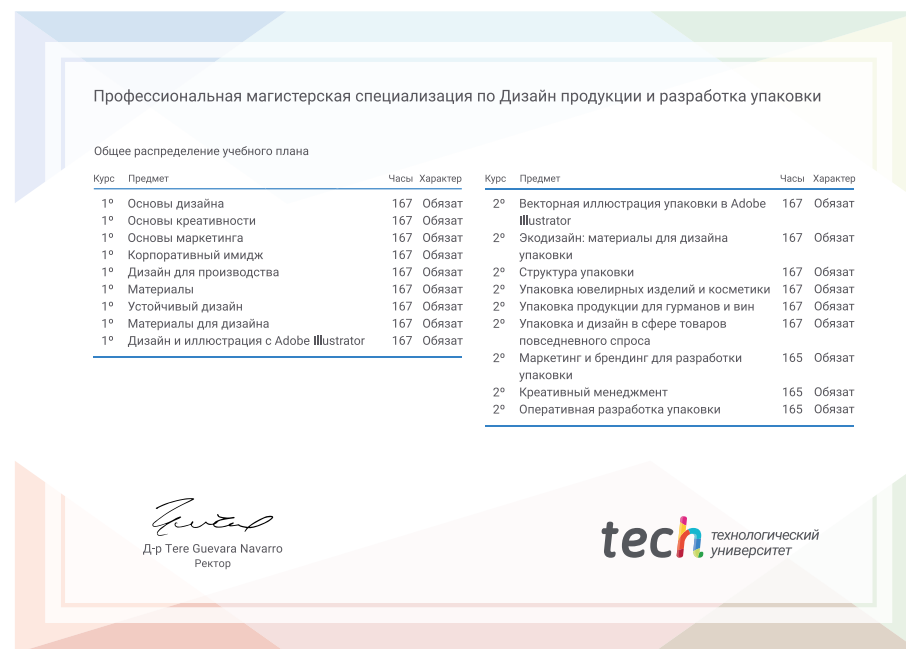 Профессиональная магистерская специализация по Дизайн продукции и разработка упаковки
Общее распределение учебного плана
Курс Предмет Часы Характер
1º Основы дизайна 167 Обязат
1º Основы креативности 167 Обязат
1º Основы маркетинга 167 Обязат
1º Корпоративный имидж 167 Обязат
1º Дизайн для производства 167 Обязат
1º Материалы 167 Обязат
1º Устойчивый дизайн 167 Обязат
1º Материалы для дизайна 167 Обязат
1º Дизайн и иллюстрация с Adobe Illustrator 167 Обязат
Курс Предмет Часы Характер
2º Векторная иллюстрация упаковки в Adobe 167 Обязат
Illustrator
2º Экодизайн: материалы для дизайна 167 Обязат
упаковки
2º Структура упаковки 167 Обязат
2º Упаковка ювелирных изделий и косметики 167 Обязат
2º Упаковка продукции для гурманов и вин 167 Обязат
2º Упаковка и дизайн в сфере товаров 167 Обязат
повседневного спроса
2º Маркетинг и брендинг для разработки 165 Обязат
упаковки
2º Креативный менеджмент 165 Обязат
2º Оперативная разработка упаковки 165 Обязат
Д-р Tere Guevara Navarro
Ректор
tech технологический
университет